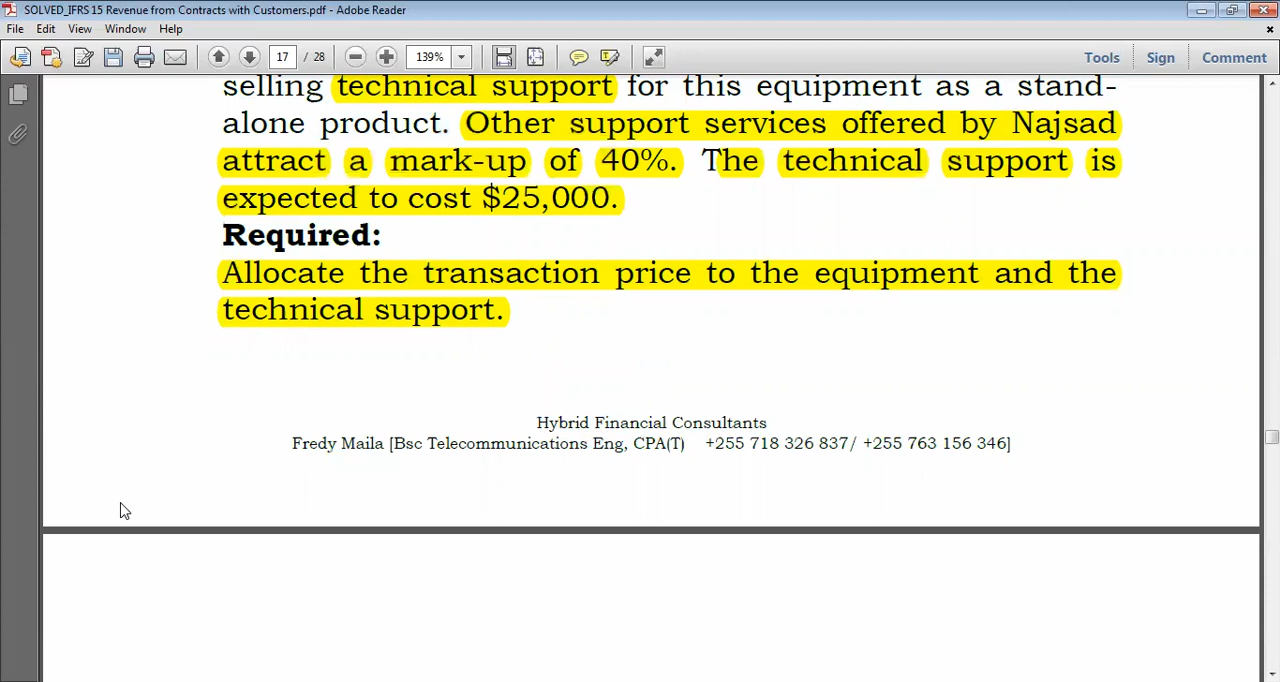 SOLVED_IFRS 15 Revenue from Contracts with Customers.pdf - Adobe Reader
File Edit View Window Help
17 / 28 139% Tools Sign Comment
selling technical support for this equipment as a stand-
alone product. Other support services offered by Najsad
attract a mark-up of 40%. The technical support is
expected to cost $25,000.
Required:
Allocate the transaction price to the equipment and the
technical support.
Hybrid Financial Consultants
Fredy Maila [Bsc Telecommunications Eng, CPA(T) +255 718 326 837/ +255 763 156 346]